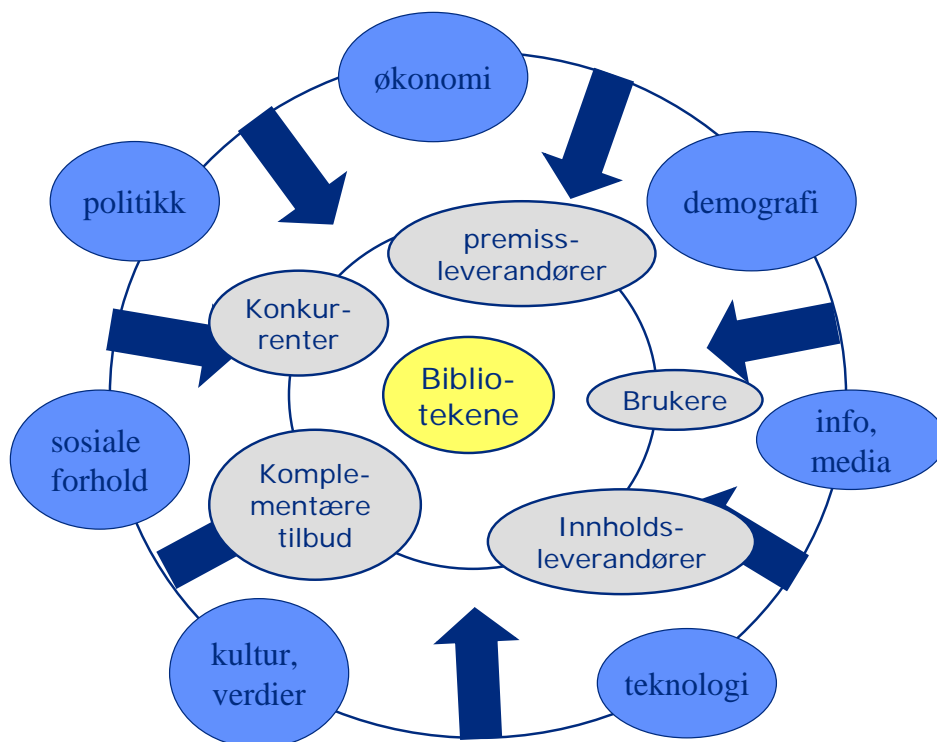 økonomi
politikk
demografi
premiss-
leverandører
Konkur-
renter
Biblio-
tekene
Brukere
info,
media
sosiale
forhold
Komple-
mentære
tilbud
Innholds-
leverandører
kultur,
verdier
teknologi